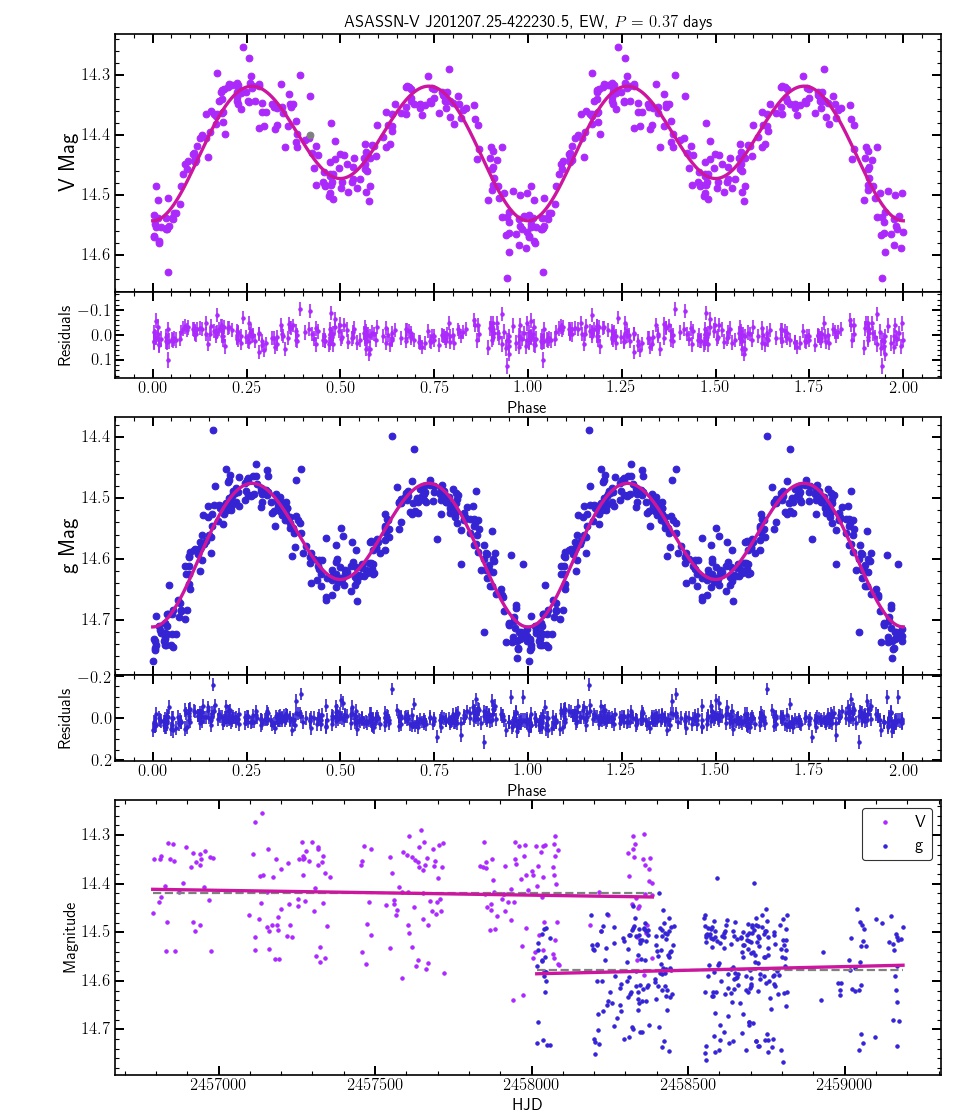 ASASSN-V J201207.25-422230.5, EW, P = 0.37 days
V Mag
14.3
14.4
14.5
14.6
Residuals
−0.1
0.0
0.1
0.00 0.25 0.50 0.75 1.00 1.25 1.50 1.75 2.00
Phase
g Mag
14.4
14.5
14.6
14.7
Residuals
−0.2
0.0
0.2
0.00 0.25 0.50 0.75 1.00 1.25 1.50 1.75 2.00
Phase
Magnitude
14.3
14.4
14.5
14.6
14.7
V
g
2457000 2457500 2458000 2458500 2459000
HJD